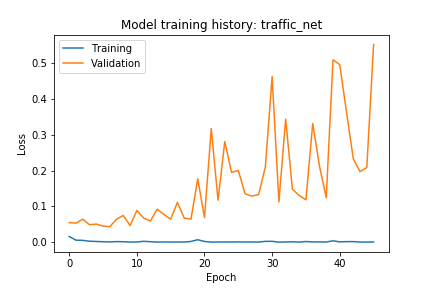 Model training history: traffic_net
Training
Validation
Loss
0.5
0.4
0.3
0.2
0.1
0.0
0 10 20 30 40
Epoch